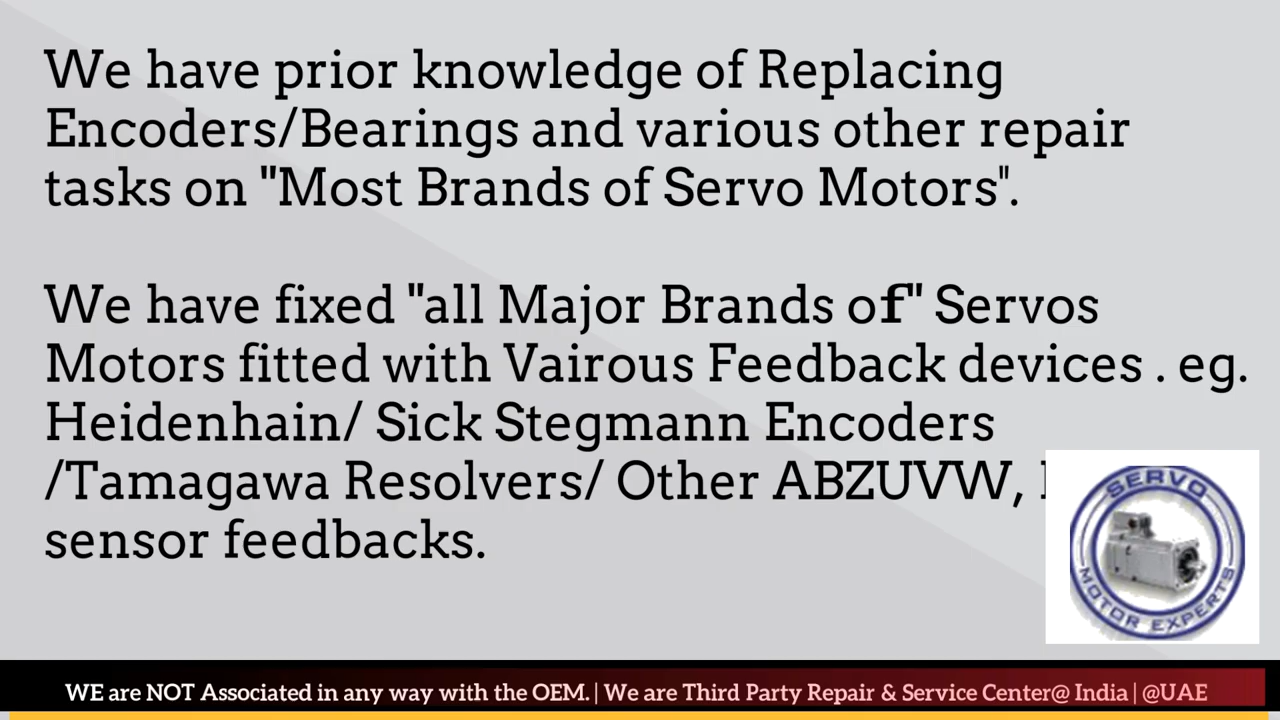 We have prior knowledge of Replacing
Encoders/Bearings and various other repair
tasks on "Most Brands of Servo Motors".
We have fixed "all Major Brands of" Servos
Motors fitted with Vairous Feedback devices . eg.
Heidenhain/ Sick Stegmann Encoders
/Tamagawa Resolvers/ Other ABZUVW,
sensor feedbacks.
SERVO
MOTOR EXPERTS
WE are NOT Associated in any way with the OEM. | We are Third Party Repair & Service Center@ India | @UAE